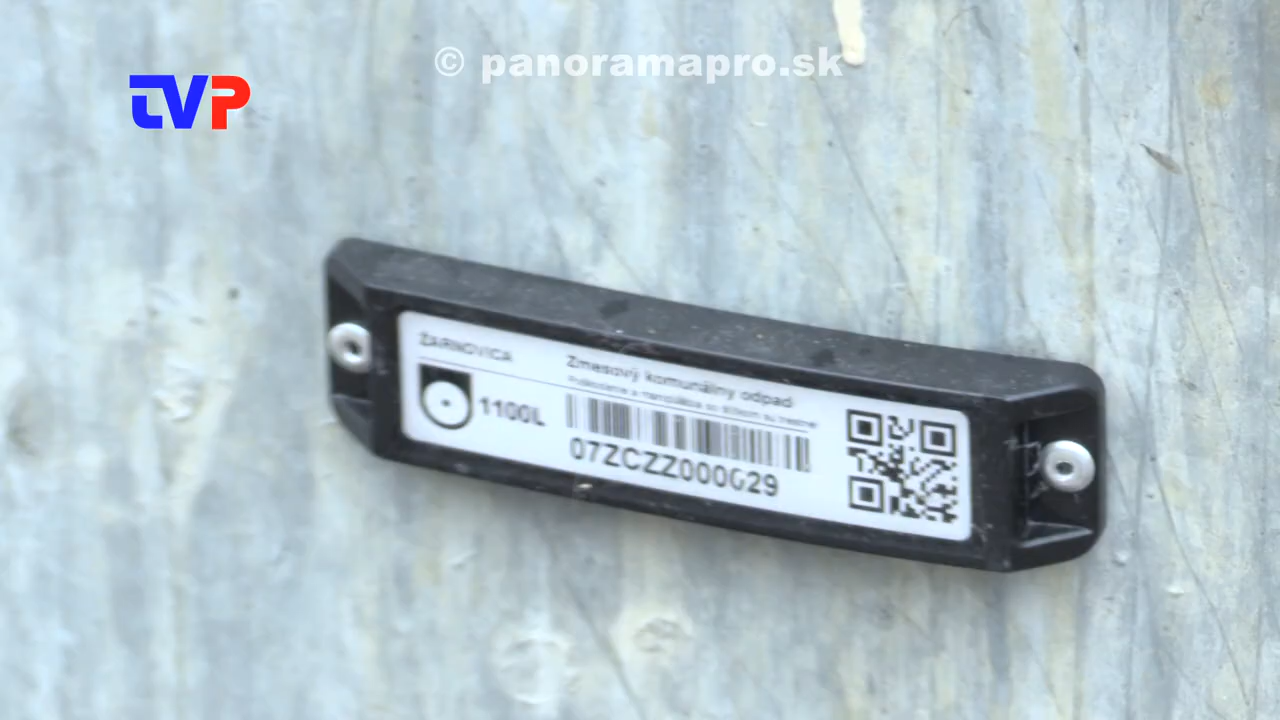 © panoramapro.sk
TVP
ŽARNOVICA
Zmesový komunálny odpad
1100L
07ZCZZ000029